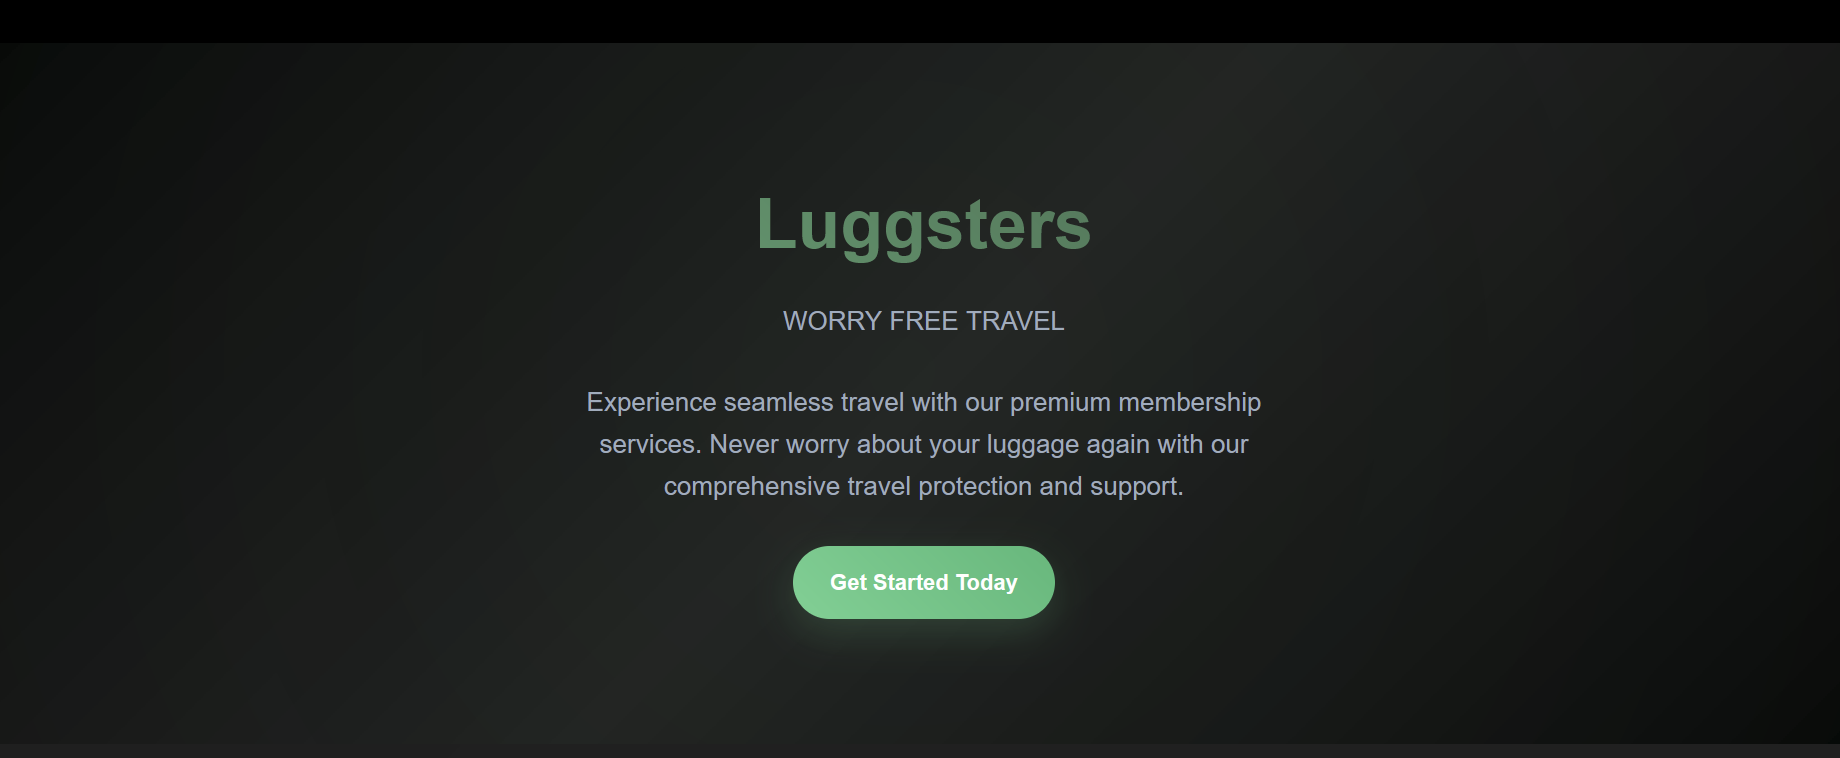 Luggsters
WORRY FREE TRAVEL
Experience seamless travel with our premium membership
services. Never worry about your luggage again with our
comprehensive travel protection and support.
Get Started Today